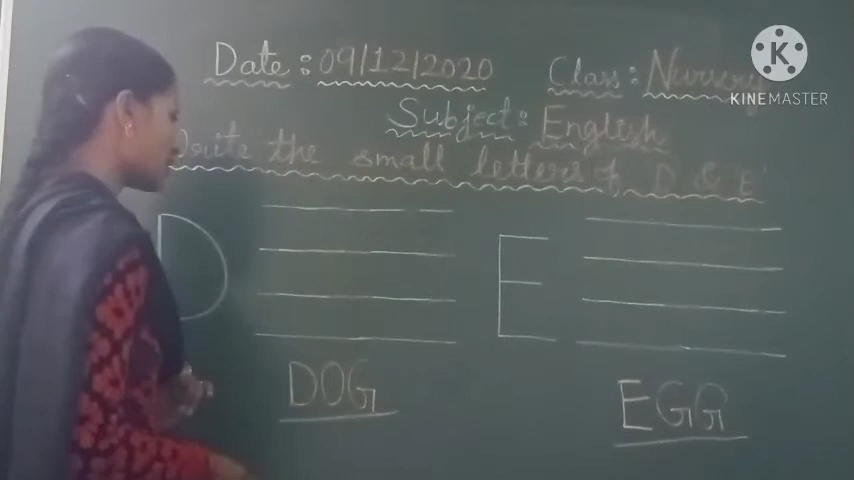 Date : 09/12/2020 Class : Nursery
Subject : English
Write the small letters of 'D & E'
D E
DOG EGG
K
KINEMASTER